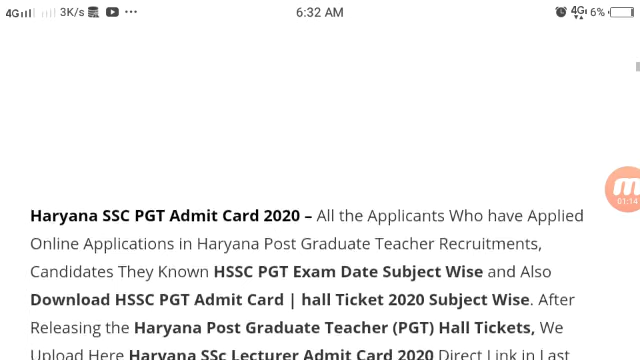 4G 3K/s 6:32 AM 4G 6%
01:14
Haryana SSC PGT Admit Card 2020 – All the Applicants Who have Applied
Online Applications in Haryana Post Graduate Teacher Recruitments,
Candidates They Known HSSC PGT Exam Date Subject Wise and Also
Download HSSC PGT Admit Card | hall Ticket 2020 Subject Wise. After
Releasing the Haryana Post Graduate Teacher (PGT) Hall Tickets, We
Upload Here Haryana SSc Lecturer Admit Card 2020 Direct Link in Last